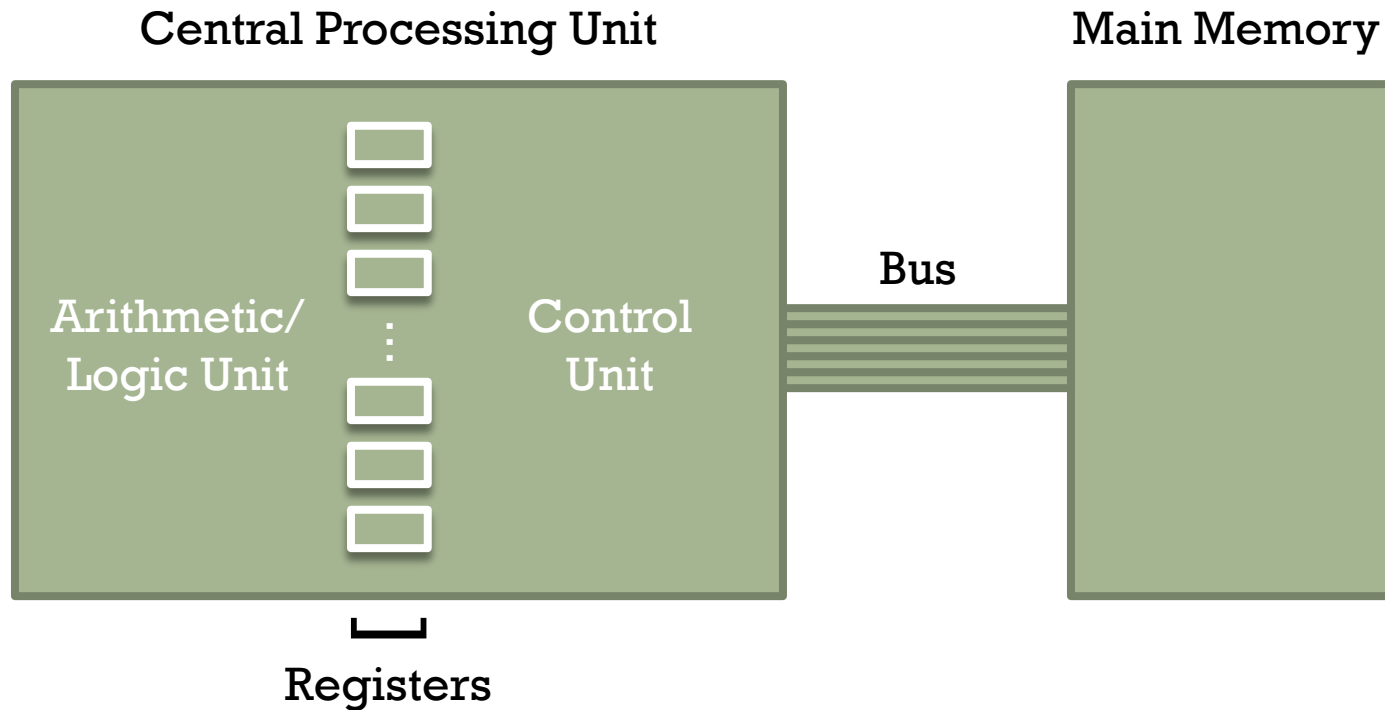 Central Processing Unit
Main Memory
Arithmetic/
Logic Unit
⋮
Control
Unit
Bus
Registers